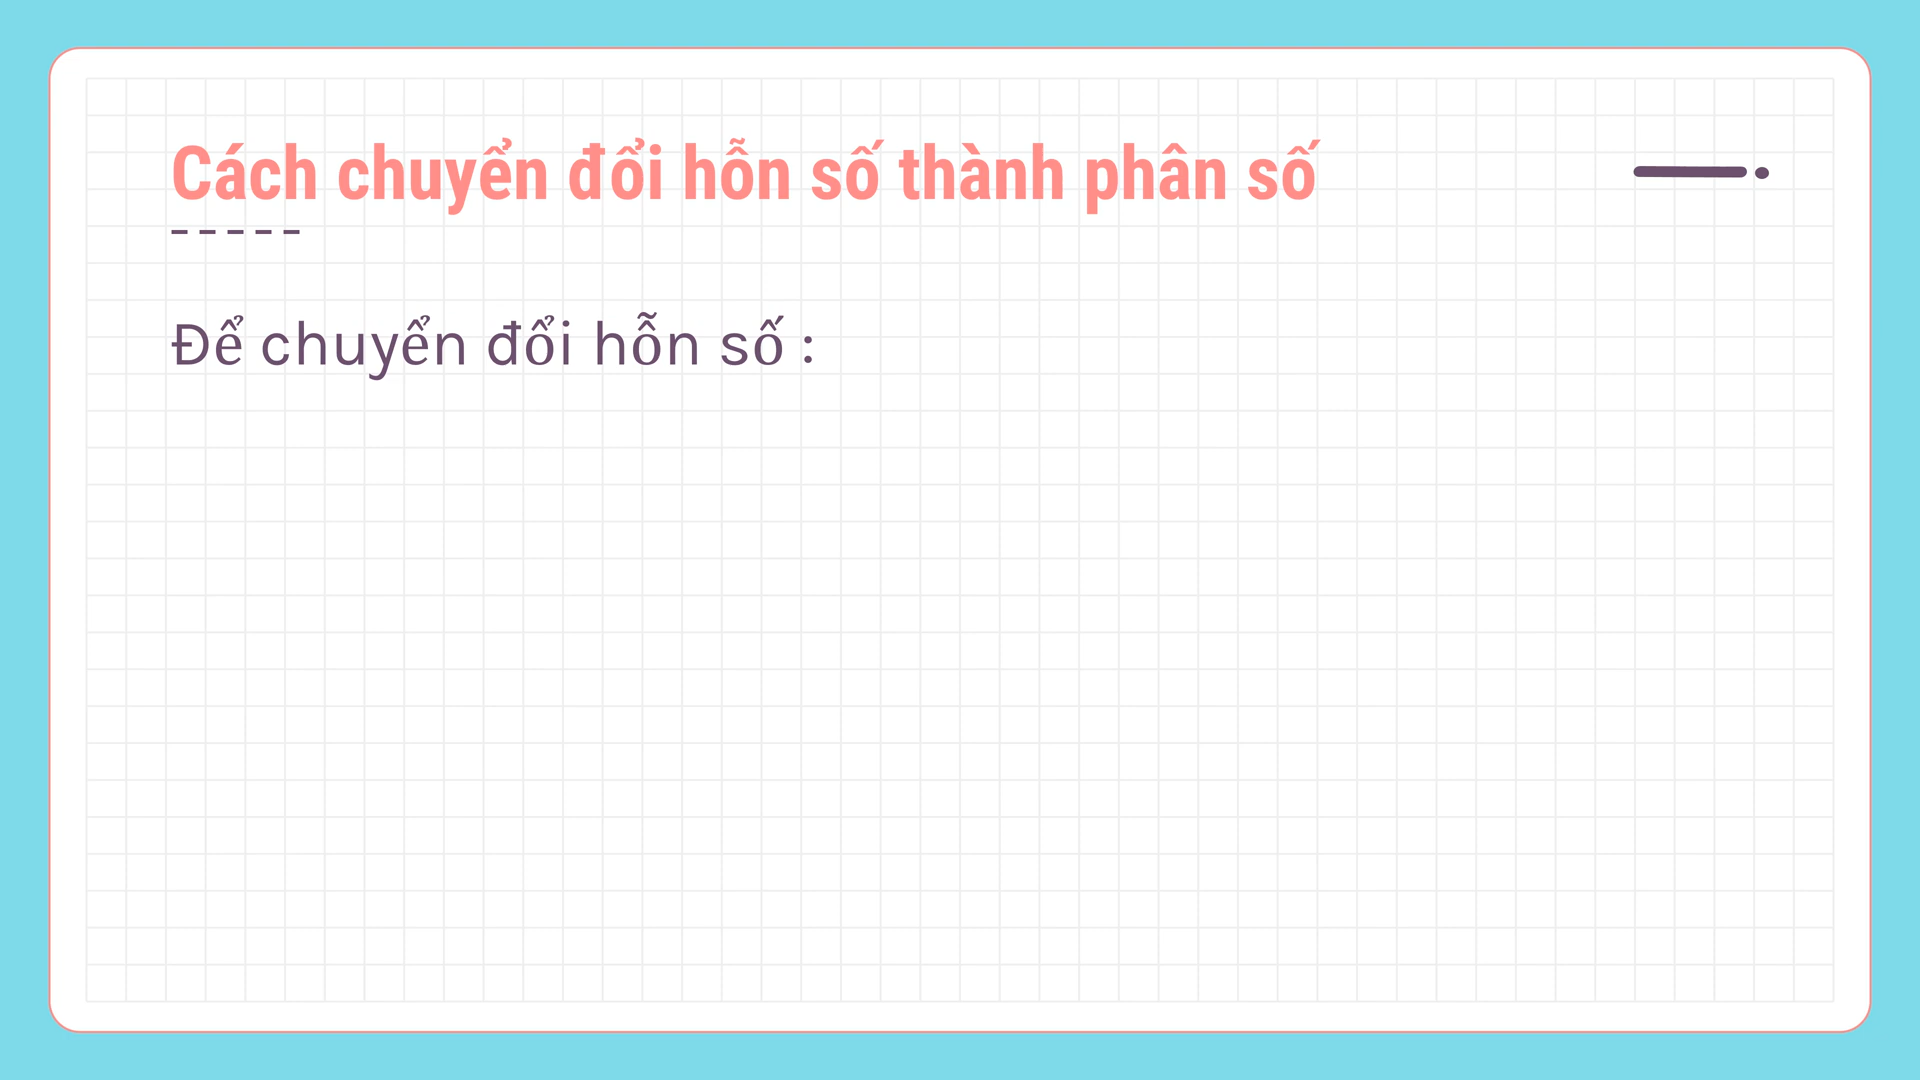 Cách chuyển đổi hỗn số thành phân số
Để chuyển đổi hỗn số :